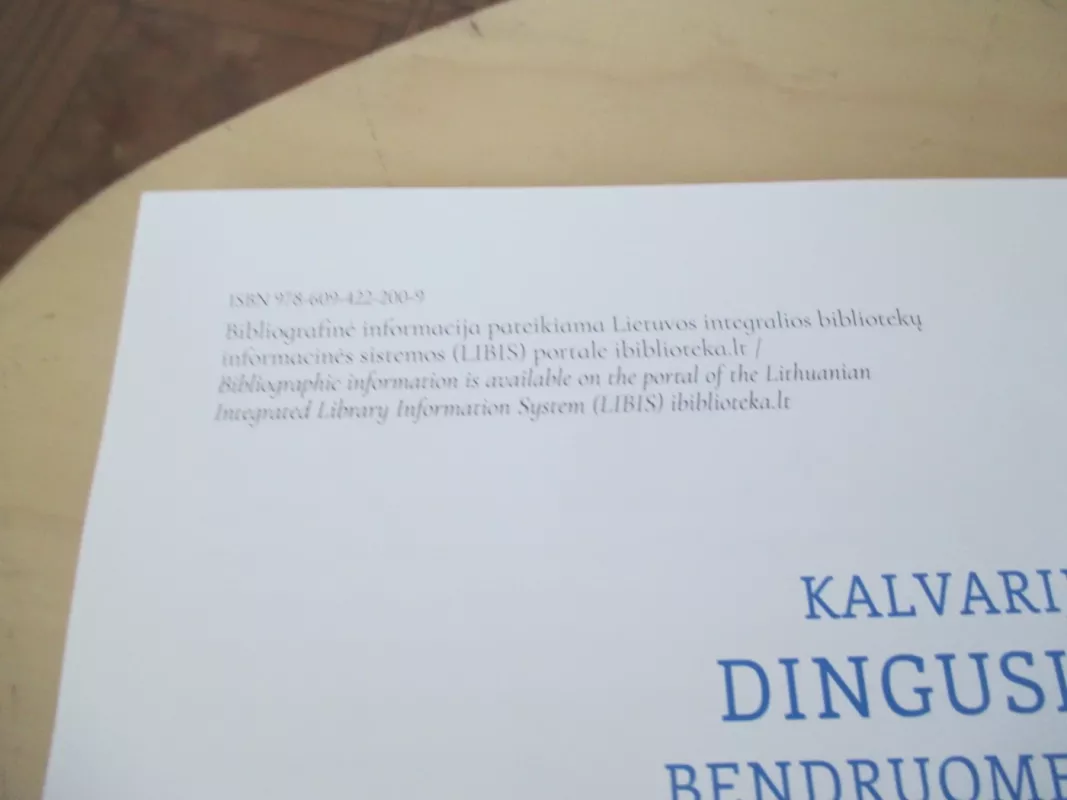 ISBN 978-609-422-200-9
Bibliografinė informacija pateikiama Lietuvos integralios bibliotekų
informacinės sistemos (LIBIS) portale ibiblioteka.lt /
Bibliographic information is available on the portal of the Lithuanian
Integrated Library Information System (LIBIS) ibiblioteka.lt
KALVARI
DINGUSI
BENDRUOME